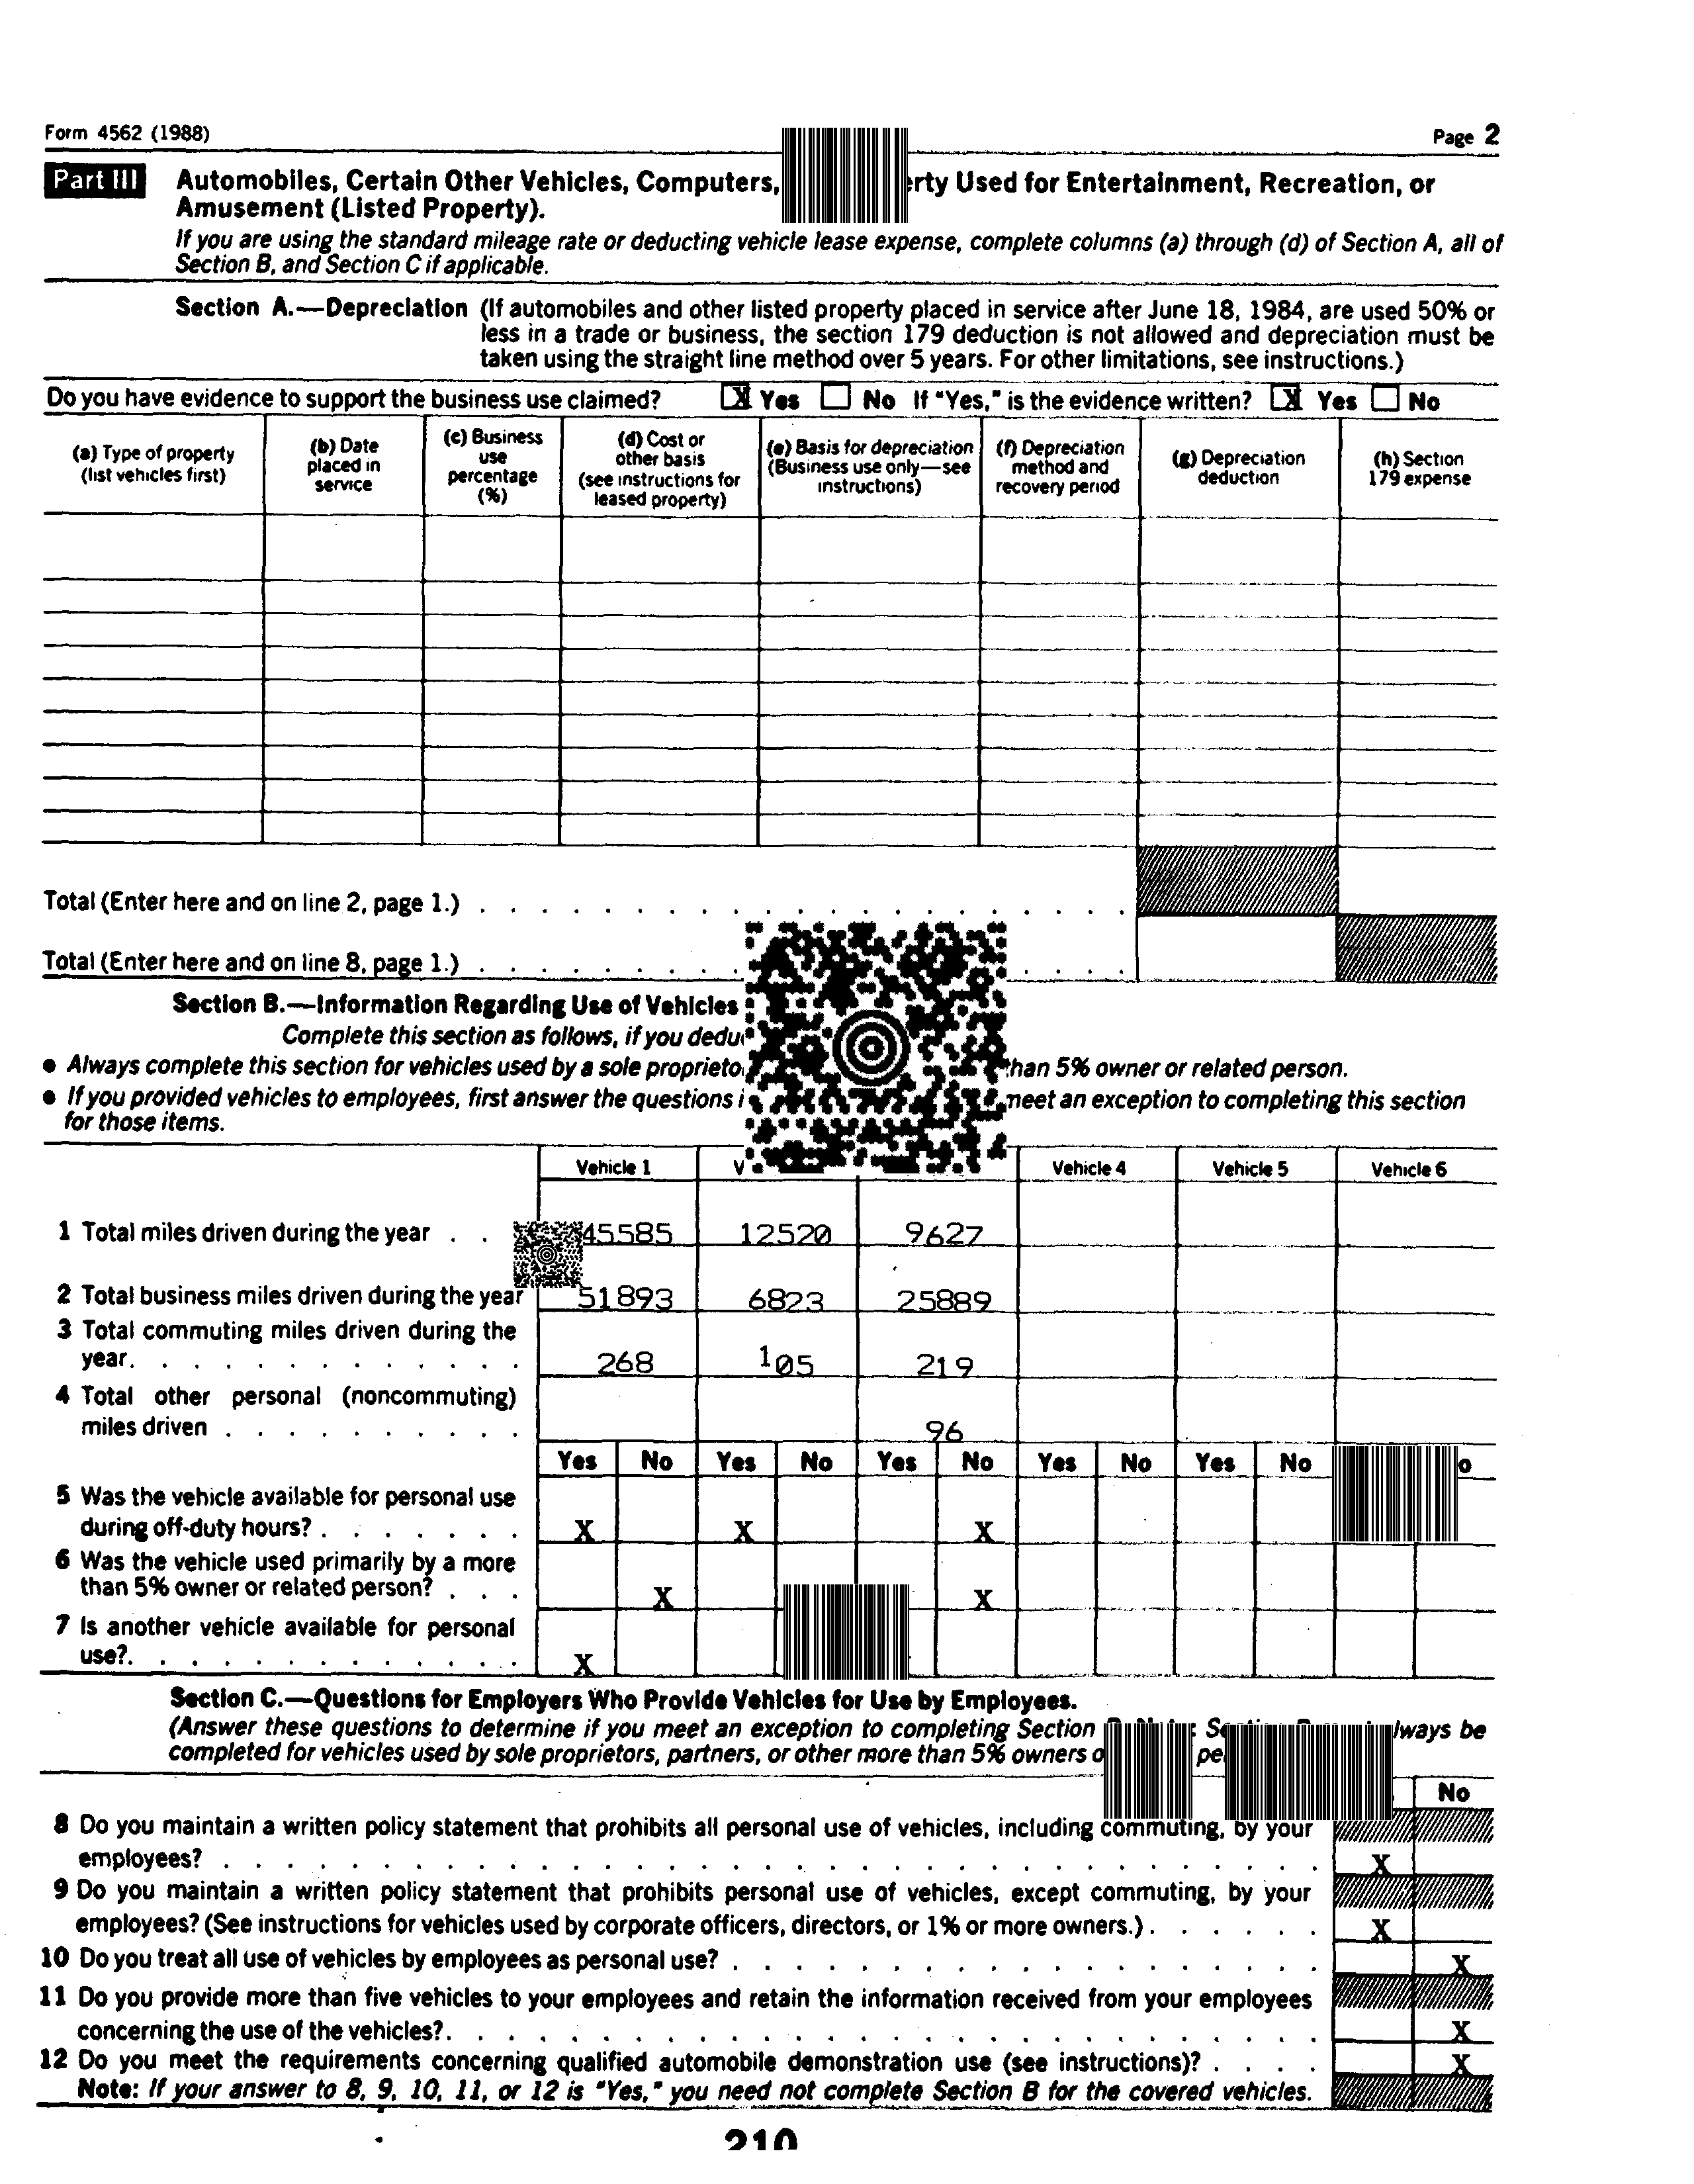 Form 4562 (1988) Page 2
Part III Automobiles, Certain Other Vehicles, Computers, Used for Entertainment, Recreation, or
Amusement (Listed Property).
If you are using the standard mileage rate or deducting vehicle lease expense, complete columns (a) through (d) of Section A, all of
Section B, and Section C if applicable.
Section A.—Depreciation (If automobiles and other listed property placed in service after June 18, 1984, are used 50% or
less in a trade or business, the section 179 deduction is not allowed and depreciation must be
taken using the straight line method over 5 years. For other limitations, see instructions.)
Do you have evidence to support the business use claimed? X Yes No If "Yes," is the evidence written? X Yes No
(a) Type of property
(list vehicles first)
(b) Date
placed in
service
(c) Business
use
percentage
(%)
(d) Cost or
other basis
(see instructions for
leased property)
(e) Basis for depreciation
(Business use only—see
instructions)
(f) Depreciation
method and
recovery period
(g) Depreciation
deduction
(h) Section
179 expense
Total (Enter here and on line 2, page 1.)
Total (Enter here and on line 8, page 1.)
Section B.—Information Regarding Use of Vehicles
Complete this section as follows, if you
● Always complete this section for vehicles used by a sole than 5% owner or related person.
● If you provided vehicles to employees, first answer the questions meet an exception to completing this section
for those items.
Vehicle 1 Vehicle 4 Vehicle 5 Vehicle 6
1 Total miles driven during the year . . 45585 12520 9627
2 Total business miles driven during the year 51893 6823 25889
3 Total commuting miles driven during the
year. 268 105 219
4 Total other personal (noncommuting)
miles driven 96
Yes No Yes No Yes No Yes No Yes No
5 Was the vehicle available for personal use
during off-duty hours? X X X
6 Was the vehicle used primarily by a more
than 5% owner or related person? X X
7 Is another vehicle available for personal
use?. X
Section C.—Questions for Employers Who Provide Vehicles for Use by Employees.
(Answer these questions to determine if you meet an exception to completing Section always be
completed for vehicles used by sole proprietors, partners, or other more than 5% owners
No
8 Do you maintain a written policy statement that prohibits all personal use of vehicles, including commuting, by your
employees? X
9 Do you maintain a written policy statement that prohibits personal use of vehicles, except commuting, by your
employees? (See instructions for vehicles used by corporate officers, directors, or 1% or more owners.) X
10 Do you treat all use of vehicles by employees as personal use? X
11 Do you provide more than five vehicles to your employees and retain the information received from your employees
concerning the use of the vehicles?. X
12 Do you meet the requirements concerning qualified automobile demonstration use (see instructions)? X
Note: If your answer to 8, 9, 10, 11, or 12 is "Yes," you need not complete Section B for the covered vehicles.
210